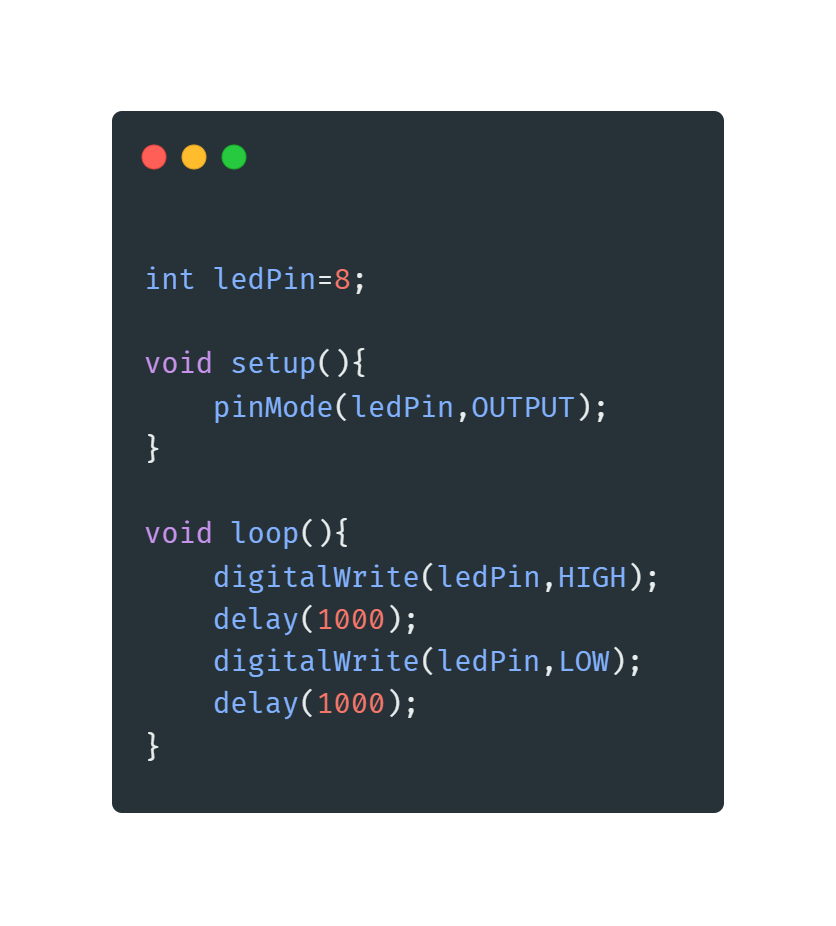 int ledPin=8;
void setup(){
    pinMode(ledPin,OUTPUT);
}
void loop(){
    digitalWrite(ledPin,HIGH);
    delay(1000);
    digitalWrite(ledPin,LOW);
    delay(1000);
}